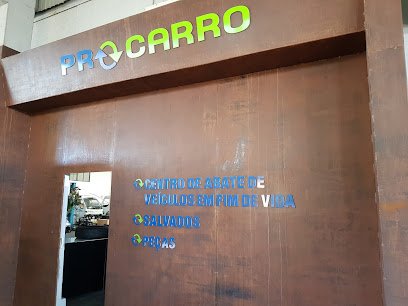 PROCARRO
CENTRO DE ABATE DE
VEÍCULOS EM FIM DE VIDA
SALVADOS
PEÇAS